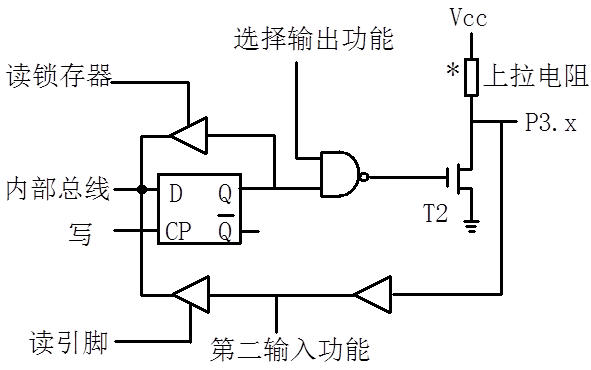 Vcc
选择输出功能
* 上拉电阻
读锁存器
P3.x
内部总线
D Q
写
CP Q̅
T2
读引脚
第二输入功能